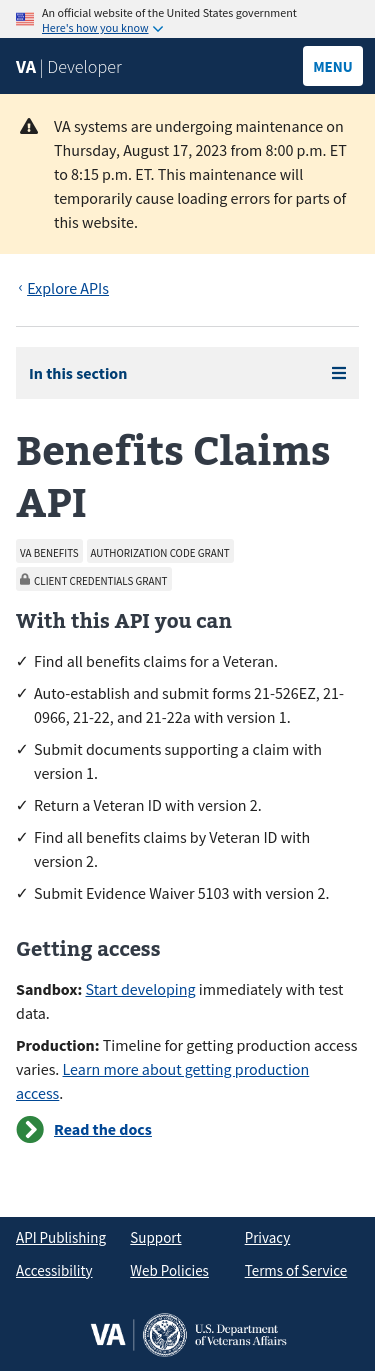 An official website of the United States government
Here's how you know
VA | Developer
MENU
VA systems are undergoing maintenance on
Thursday, August 17, 2023 from 8:00 p.m. ET
to 8:15 p.m. ET. This maintenance will
temporarily cause loading errors for parts of
this website.
‹ Explore APIs
In this section
Benefits Claims
API
VA BENEFITS AUTHORIZATION CODE GRANT
CLIENT CREDENTIALS GRANT
With this API you can
✓ Find all benefits claims for a Veteran.
✓ Auto-establish and submit forms 21-526EZ, 21-
0966, 21-22, and 21-22a with version 1.
✓ Submit documents supporting a claim with
version 1.
✓ Return a Veteran ID with version 2.
✓ Find all benefits claims by Veteran ID with
version 2.
✓ Submit Evidence Waiver 5103 with version 2.
Getting access
Sandbox: Start developing immediately with test
data.
Production: Timeline for getting production access
varies. Learn more about getting production
access.
Read the docs
API Publishing Support Privacy
Accessibility Web Policies Terms of Service
VA U.S. Department
of Veterans Affairs